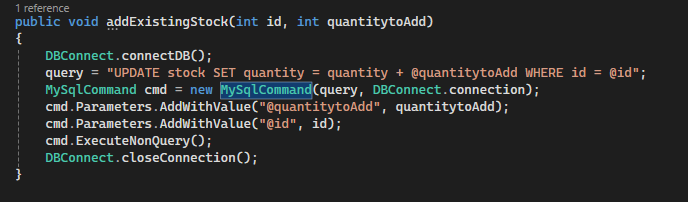 1 reference
public void addExistingStock(int id, int quantitytoAdd)
{
DBConnect.connectDB();
query = "UPDATE stock SET quantity = quantity + @quantitytoAdd WHERE id = @id";
MySqlCommand cmd = new MySqlCommand(query, DBConnect.connection);
cmd.Parameters.AddWithValue("@quantitytoAdd", quantitytoAdd);
cmd.Parameters.AddWithValue("@id", id);
cmd.ExecuteNonQuery();
DBConnect.closeConnection();
}